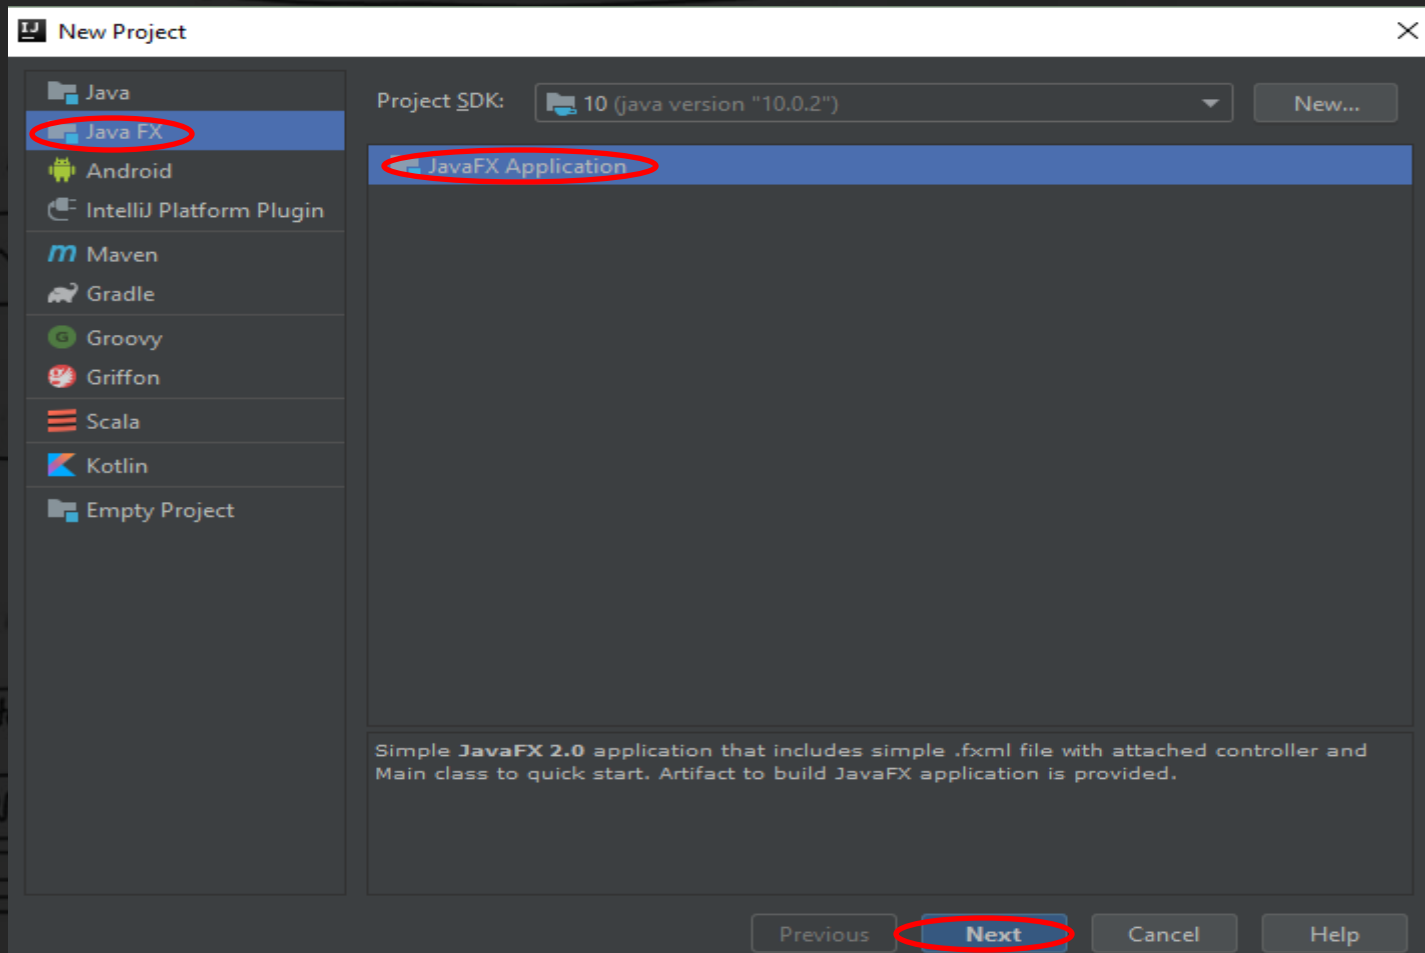 IJ New Project
Java
Java FX
Android
IntelliJ Platform Plugin
Maven
Gradle
Groovy
Griffon
Scala
Kotlin
Empty Project
Project SDK: 10 (java version "10.0.2") New...
JavaFX Application
Simple JavaFX 2.0 application that includes simple .fxml file with attached controller and
Main class to quick start. Artifact to build JavaFX application is provided.
Previous Next Cancel Help